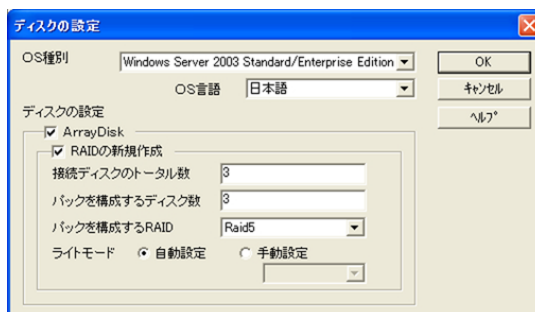 ディスクの設定
OS種別 Windows Server 2003 Standard/Enterprise Edition OK
OS言語 日本語 キャンセル
ディスクの設定 ヘルプ
ArrayDisk
RAIDの新規作成
接続ディスクのトータル数 3
パックを構成するディスク数 3
パックを構成するRAID Raid5
ライトモード 自動設定 手動設定